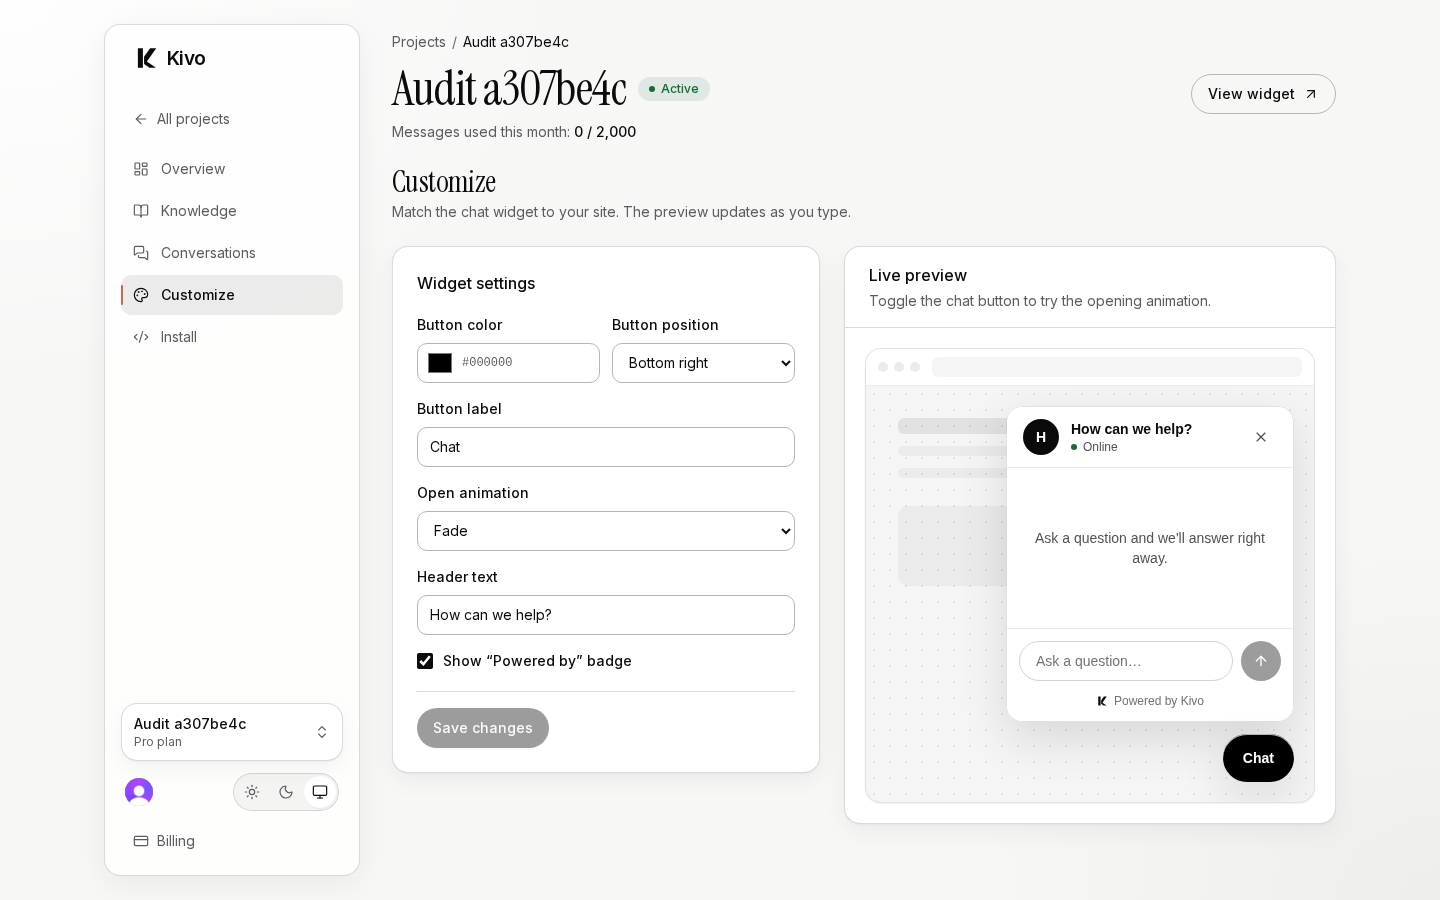 Kivo
All projects
Overview
Knowledge
Conversations
Customize
Install
Audit a307be4c
Pro plan
Billing
Projects / Audit a307be4c
Audit a307be4c
Active
Messages used this month: 0 / 2,000
View widget
Customize
Match the chat widget to your site. The preview updates as you type.
Widget settings
Button color
Button position
#000000
Bottom right
Button label
Chat
Open animation
Fade
Header text
How can we help?
Show “Powered by” badge
Save changes
Live preview
Toggle the chat button to try the opening animation.
H
How can we help?
Online
Ask a question and we'll answer right
away.
Ask a question…
Powered by Kivo
Chat